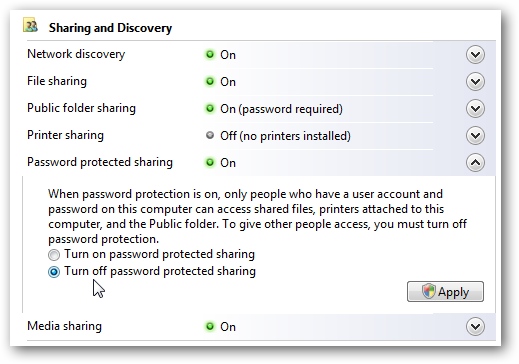 Sharing and Discovery
Network discovery On
File sharing On
Public folder sharing On (password required)
Printer sharing Off (no printers installed)
Password protected sharing On
When password protection is on, only people who have a user account and
password on this computer can access shared files, printers attached to this
computer, and the Public folder. To give other people access, you must turn off
password protection.
Turn on password protected sharing
Turn off password protected sharing
Apply
Media sharing On